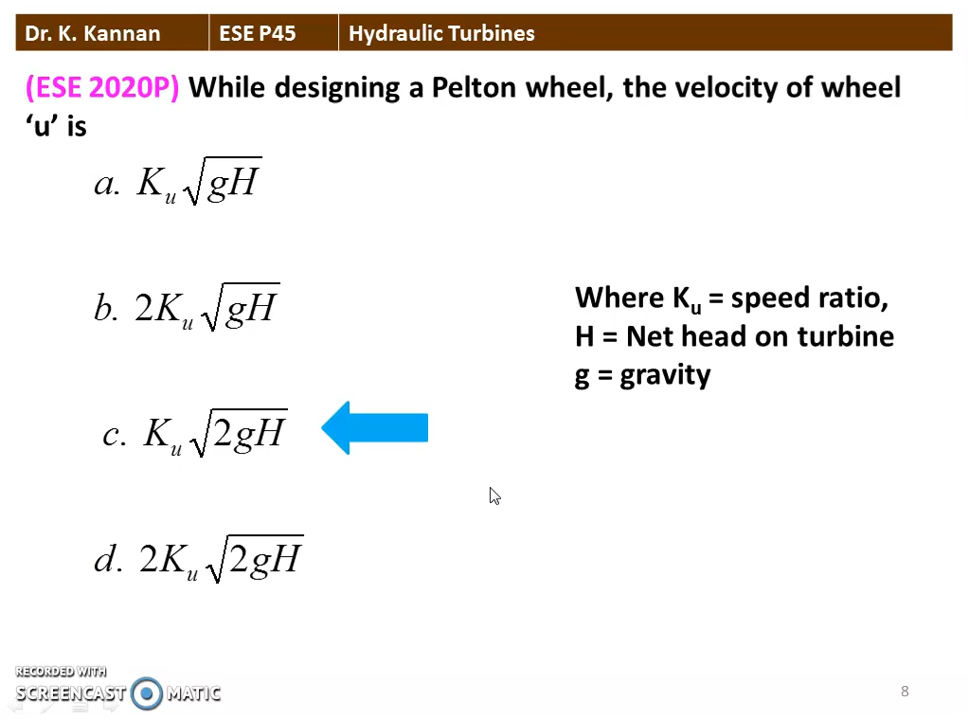 Dr. K. Kannan ESE P45 Hydraulic Turbines
(ESE 2020P) While designing a Pelton wheel, the velocity of wheel
‘u’ is
a. K_u √gH
b. 2K_u √gH
Where K_u = speed ratio,
H = Net head on turbine
g = gravity
c. K_u √2gH
d. 2K_u √2gH
RECORDED WITH
SCREENCAST MATIC
8